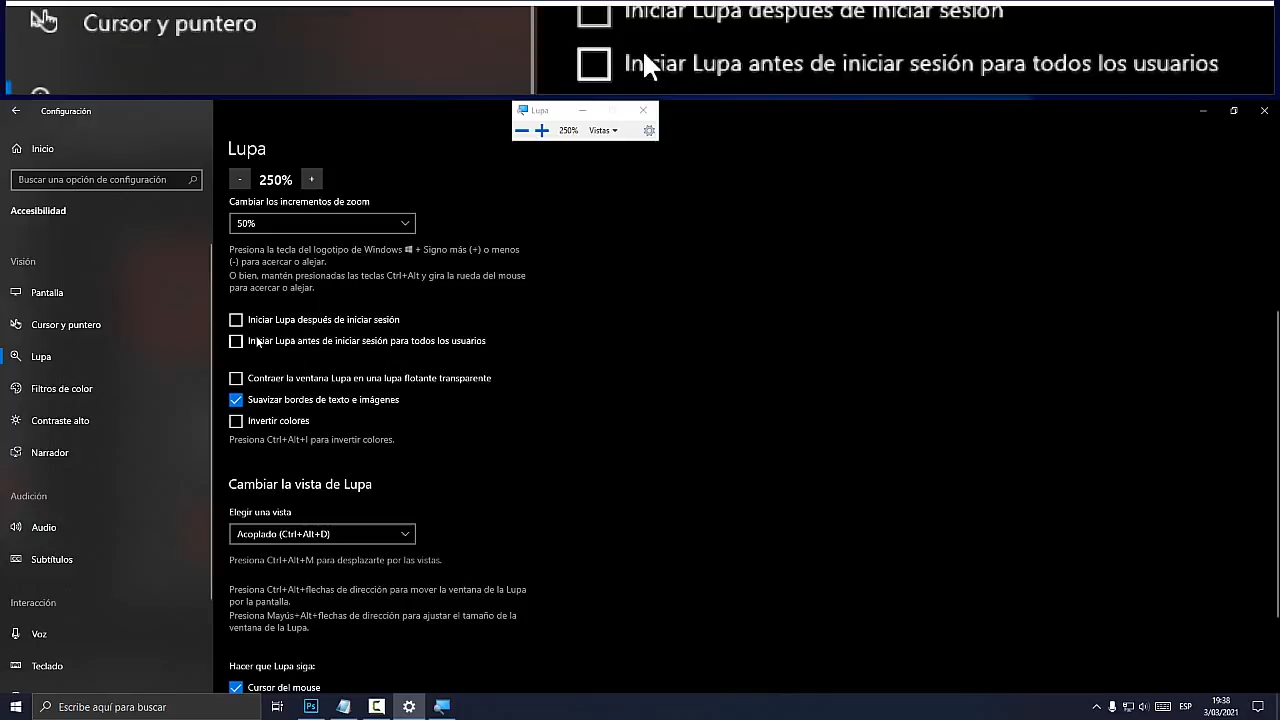 Cursor y puntero
Iniciar Lupa después de iniciar sesión
Iniciar Lupa antes de iniciar sesión para todos los usuarios
Configuración
Lupa
250%
Vistas
Inicio
Buscar una opción de configuración
Accesibilidad
Visión
Pantalla
Cursor y puntero
Lupa
Filtros de color
Contraste alto
Narrador
Audición
Audio
Subtítulos
Interacción
Voz
Teclado
Lupa
- 250% +
Cambiar los incrementos de zoom
50%
Presiona la tecla del logotipo de Windows + Signo más (+) o menos
(-) para acercar o alejar.
O bien, mantén presionadas las teclas Ctrl+Alt y gira la rueda del mouse
para acercar o alejar.
Iniciar Lupa después de iniciar sesión
Iniciar Lupa antes de iniciar sesión para todos los usuarios
Contraer la ventana Lupa en una lupa flotante transparente
Suavizar bordes de texto e imágenes
Invertir colores
Presiona Ctrl+Alt+I para invertir colores.
Cambiar la vista de Lupa
Elegir una vista
Acoplado (Ctrl+Alt+D)
Presiona Ctrl+Alt+M para desplazarte por las vistas.
Presiona Ctrl+Alt+flechas de dirección para mover la ventana de la Lupa
por la pantalla.
Presiona Mayús+Alt+flechas de dirección para ajustar el tamaño de la
ventana de la Lupa.
Hacer que Lupa siga:
Cursor del mouse
Escribe aquí para buscar
Ps
C
ESP
19:38
3/03/2021